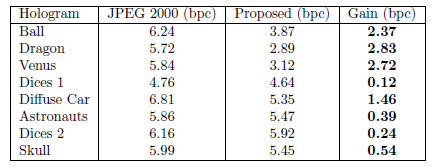 Hologram JPEG 2000 (bpc) Proposed (bpc) Gain (bpc)
Ball 6.24 3.87 2.37
Dragon 5.72 2.89 2.83
Venus 5.84 3.12 2.72
Dices 1 4.76 4.64 0.12
Diffuse Car 6.81 5.35 1.46
Astronauts 5.86 5.47 0.39
Dices 2 6.16 5.92 0.24
Skull 5.99 5.45 0.54